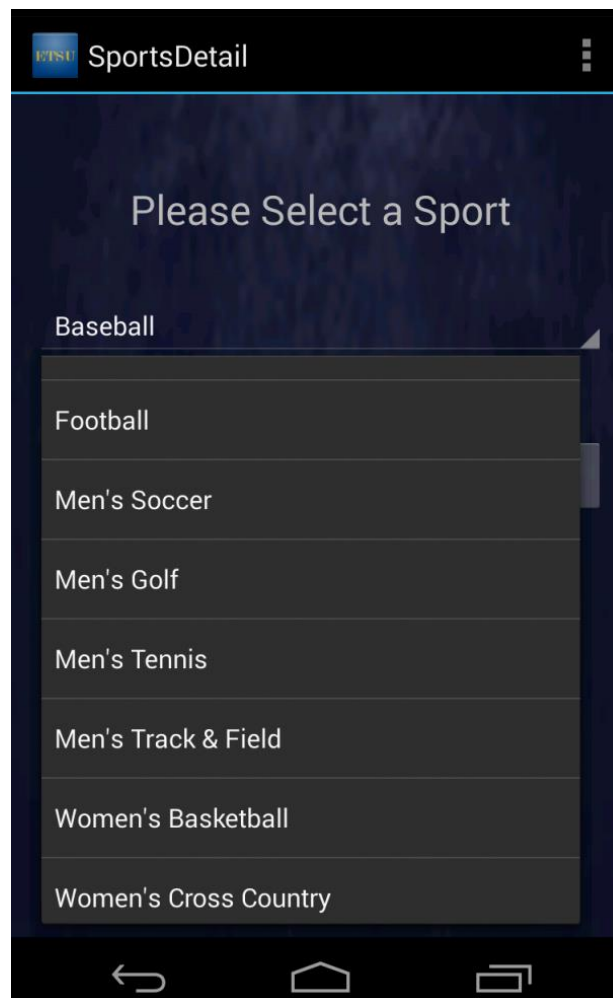 ETSU SportsDetail
Please Select a Sport
Baseball
Football
Men's Soccer
Men's Golf
Men's Tennis
Men's Track & Field
Women's Basketball
Women's Cross Country